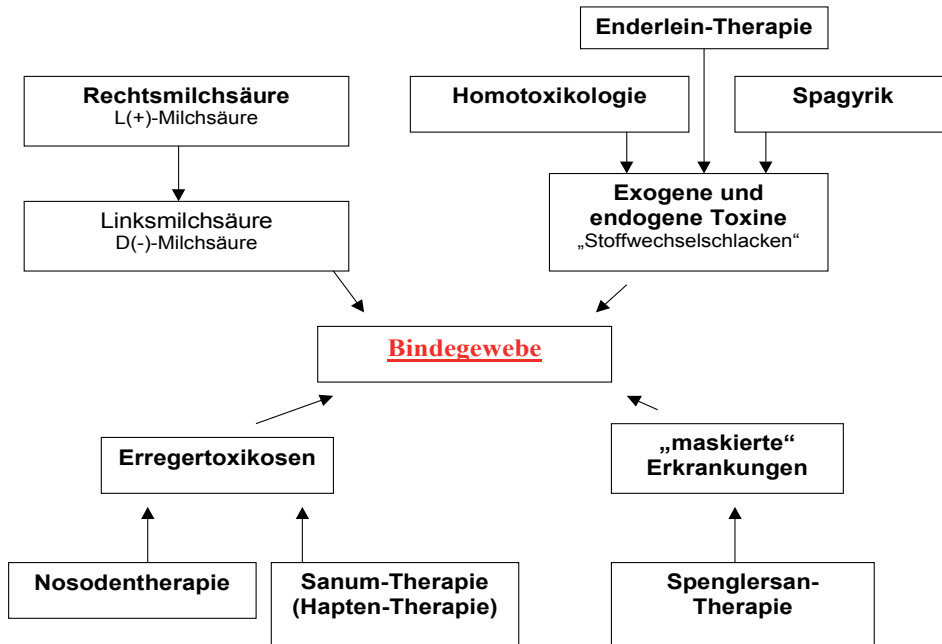 Enderlein-Therapie
Rechtsmilchsäure
L(+)-Milchsäure
Homotoxikologie
Spagyrik
Linksmilchsäure
D(-)-Milchsäure
Exogene und
endogene Toxine
„Stoffwechselschlacken“
Bindegewebe
Erregertoxikosen
„maskierte“
Erkrankungen
Nosodentherapie
Sanum-Therapie
(Hapten-Therapie)
Spenglersan-
Therapie